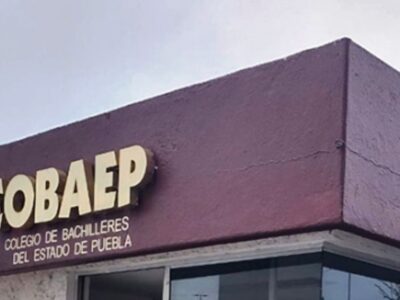 COBAEP
COLEGIO DE BACHILLERES
DEL ESTADO DE PUEBLA